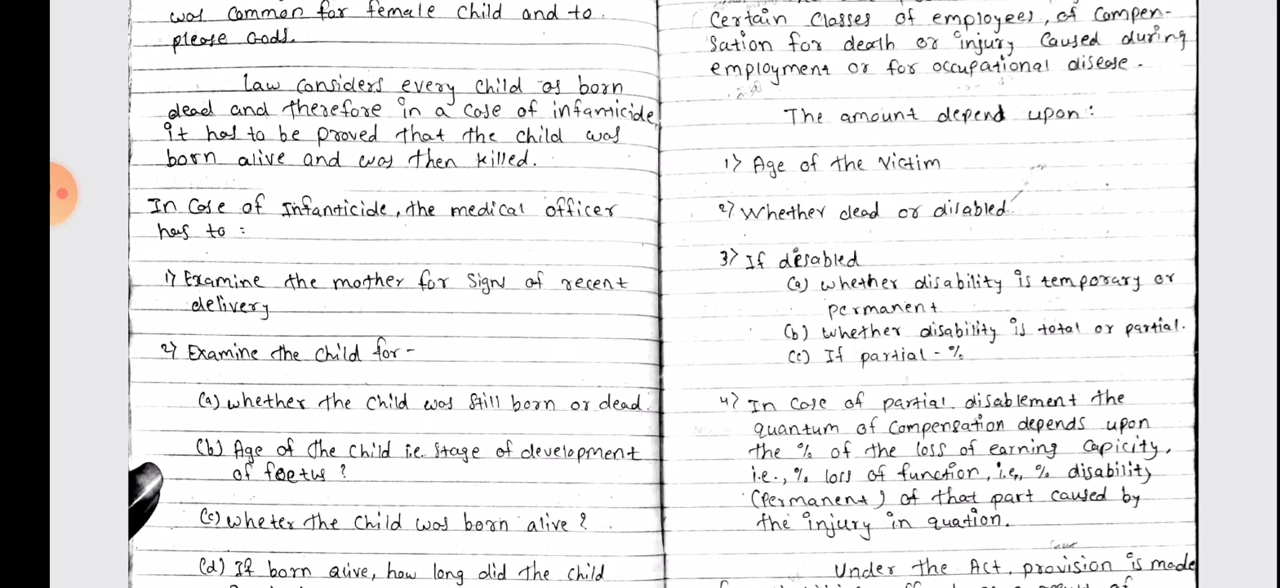 was common for female child and to
please Gods.
Law considers every child as born
dead and therefore in a case of infanticide
it has to be proved that the child was
born alive and was then killed.
In Case of Infanticide, the medical officer
has to :
1) Examine the mother for Signs of recent
delivery
2) Examine the child for -
(a) whether the child was still born or dead.
(b) Age of the child i.e. stage of development
of foetus ?
(c) wheter the child was born alive ?
(d) If born alive, how long did the child
Certain Classes of employees, of Compen-
sation for death or injury caused during
employment or for occupational disease.
The amount depend upon :
1) Age of the Victim
2) Whether dead or disabled
3) If disabled
(a) whether disability is temporary or
permanent
(b) whether disability is total or partial.
(c) If partial - %
4) In case of partial disablement the
quantum of compensation depends upon
the % of the loss of earning capicity,
i.e., % loss of function, i.e., % disability
(permanent) of that part caused by
the injury in quation.
Under the Act, provision is made